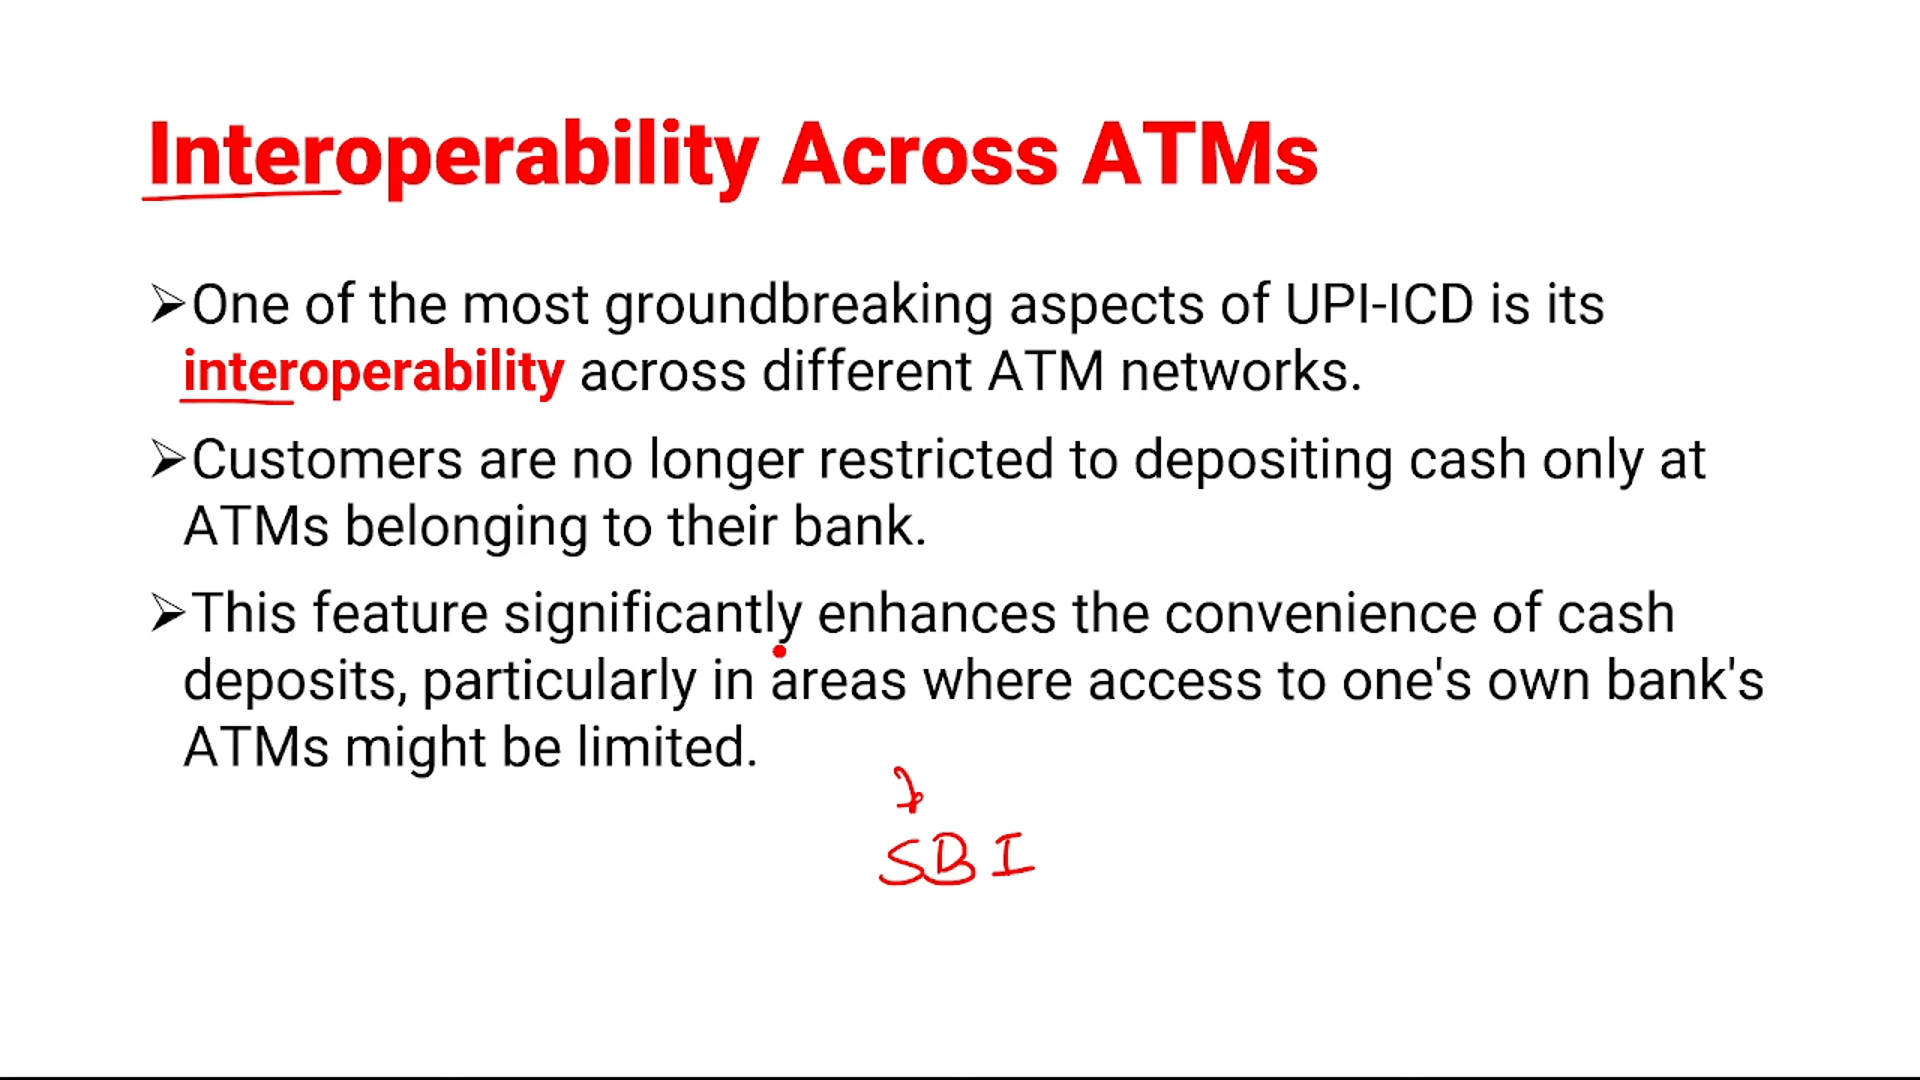 Interoperability Across ATMs
➢One of the most groundbreaking aspects of UPI-ICD is its
interoperability across different ATM networks.
➢Customers are no longer restricted to depositing cash only at
ATMs belonging to their bank.
➢This feature significantly enhances the convenience of cash
deposits, particularly in areas where access to one's own bank's
ATMs might be limited.
SBI